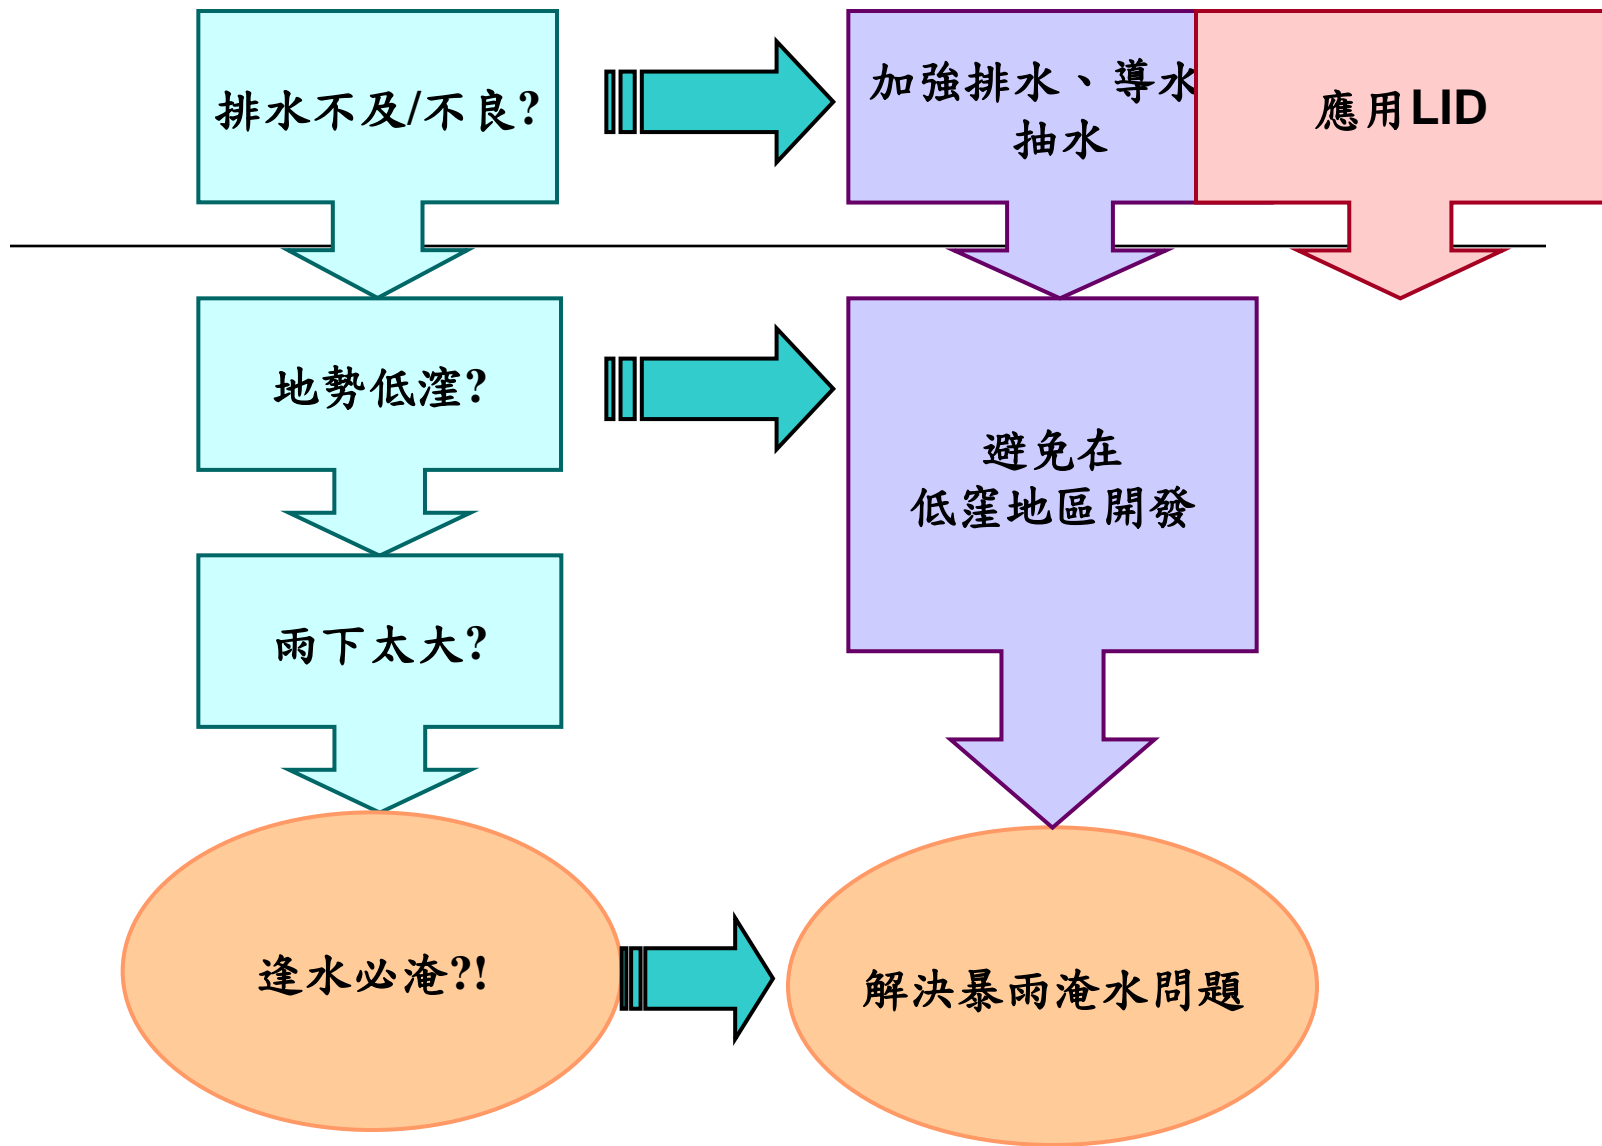 排水不及/不良?
加強排水、導水
抽水
應用LID
地勢低漥?
避免在
低窪地區開發
雨下太大?
逢水必淹?!
解決暴雨淹水問題